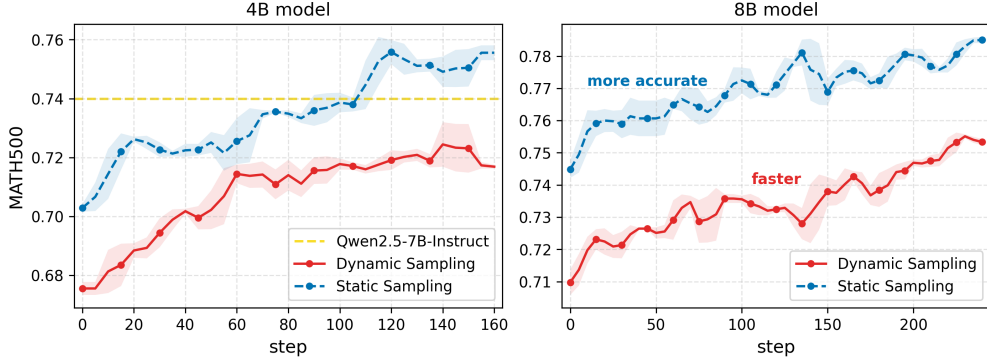 4B model
MATH500
0.76
0.74
0.72
0.70
0.68
0 20 40 60 80 100 120 140 160
step
Qwen2.5-7B-Instruct
Dynamic Sampling
Static Sampling
8B model
0.78
0.77
0.76
0.75
0.74
0.73
0.72
0.71
0 50 100 150 200
step
more accurate
faster
Dynamic Sampling
Static Sampling